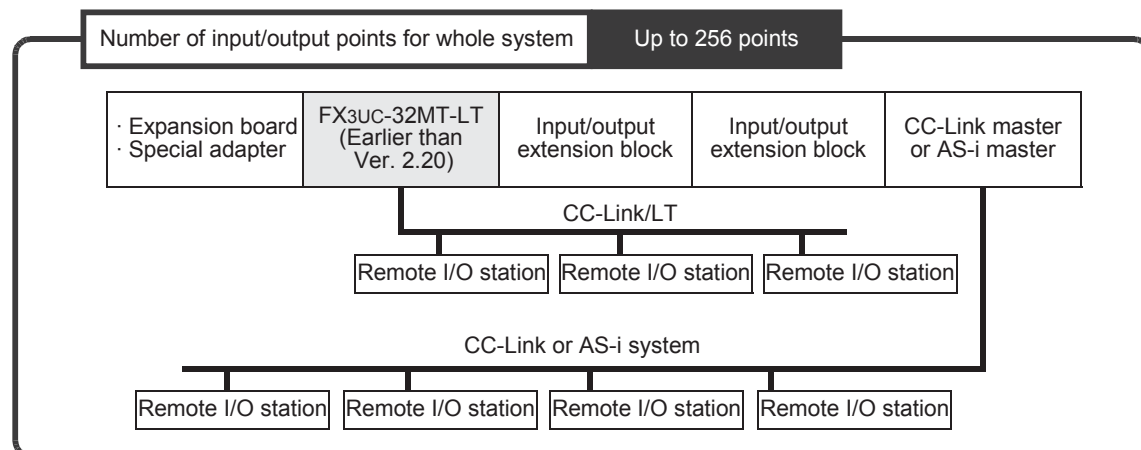 Number of input/output points for whole system
Up to 256 points
· Expansion board
· Special adapter
FX3UC-32MT-LT
(Earlier than
Ver. 2.20)
Input/output
extension block
Input/output
extension block
CC-Link master
or AS-i master
CC-Link/LT
Remote I/O station
Remote I/O station
Remote I/O station
CC-Link or AS-i system
Remote I/O station
Remote I/O station
Remote I/O station
Remote I/O station